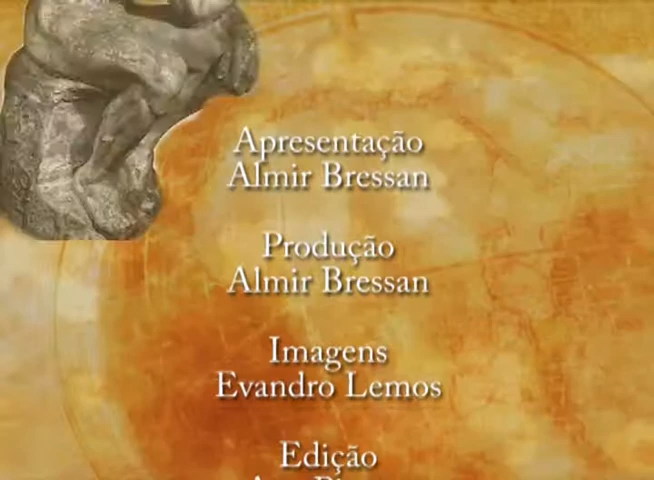 Apresentação
Almir Bressan
Produção
Almir Bressan
Imagens
Evandro Lemos
Edição